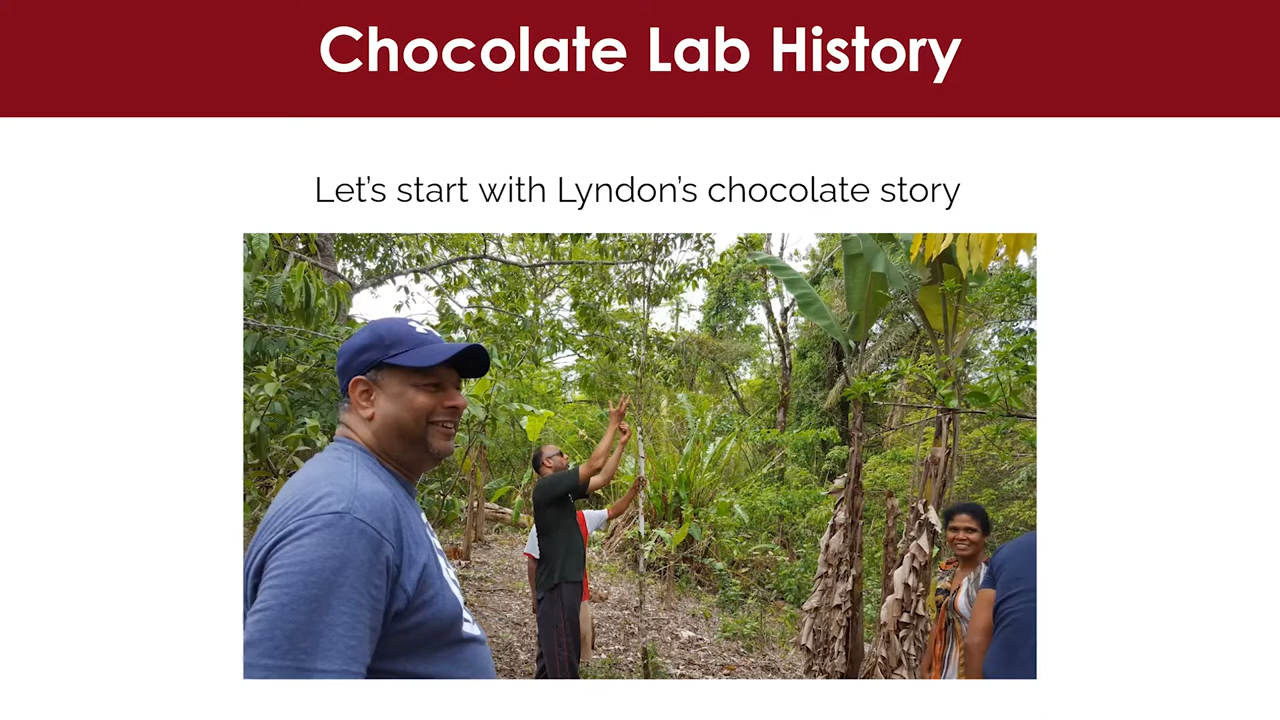 Chocolate Lab History
Let's start with Lyndon's chocolate story